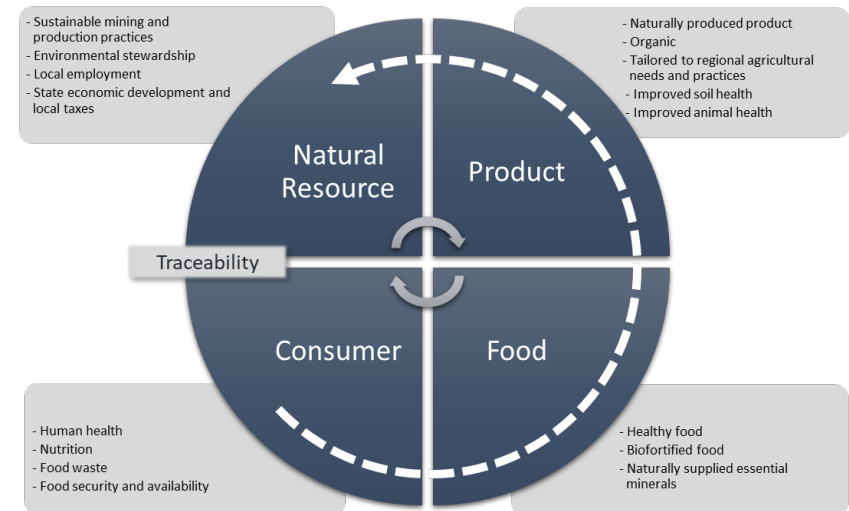 - Sustainable mining and
production practices
- Environmental stewardship
- Local employment
- State economic development and
local taxes
- Naturally produced product
- Organic
- Tailored to regional agricultural
needs and practices
- Improved soil health
- Improved animal health
Natural
Resource
Product
Traceability
Consumer
Food
- Human health
- Nutrition
- Food waste
- Food security and availability
- Healthy food
- Biofortified food
- Naturally supplied essential
minerals